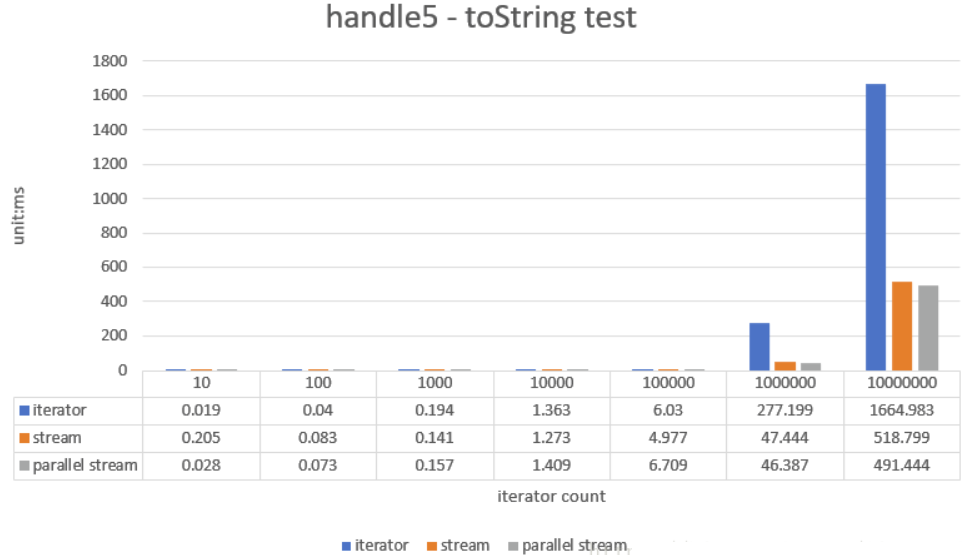 handle5 - toString test
1800
1600
1400
1200
1000
800
600
400
200
0
unit:ms
10 100 1000 10000 100000 1000000 10000000
iterator 0.019 0.04 0.194 1.363 6.03 277.199 1664.983
stream 0.205 0.083 0.141 1.273 4.977 47.444 518.799
parallel stream 0.028 0.073 0.157 1.409 6.709 46.387 491.444
iterator count
iterator stream parallel stream